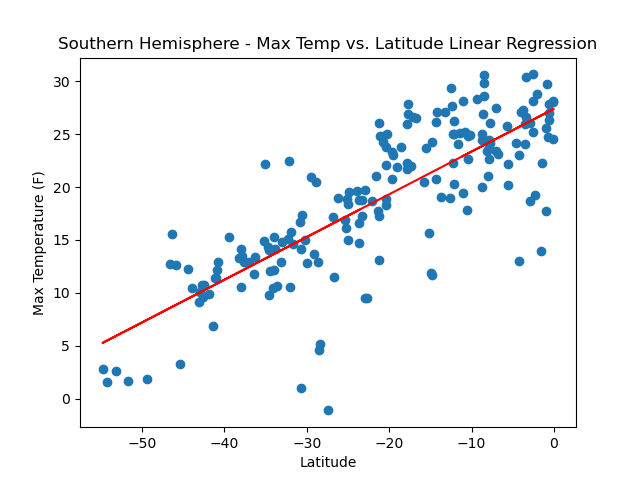 Southern Hemisphere - Max Temp vs. Latitude Linear Regression
30
25
20
15
10
5
0
Max Temperature (F)
−50 −40 −30 −20 −10 0
Latitude